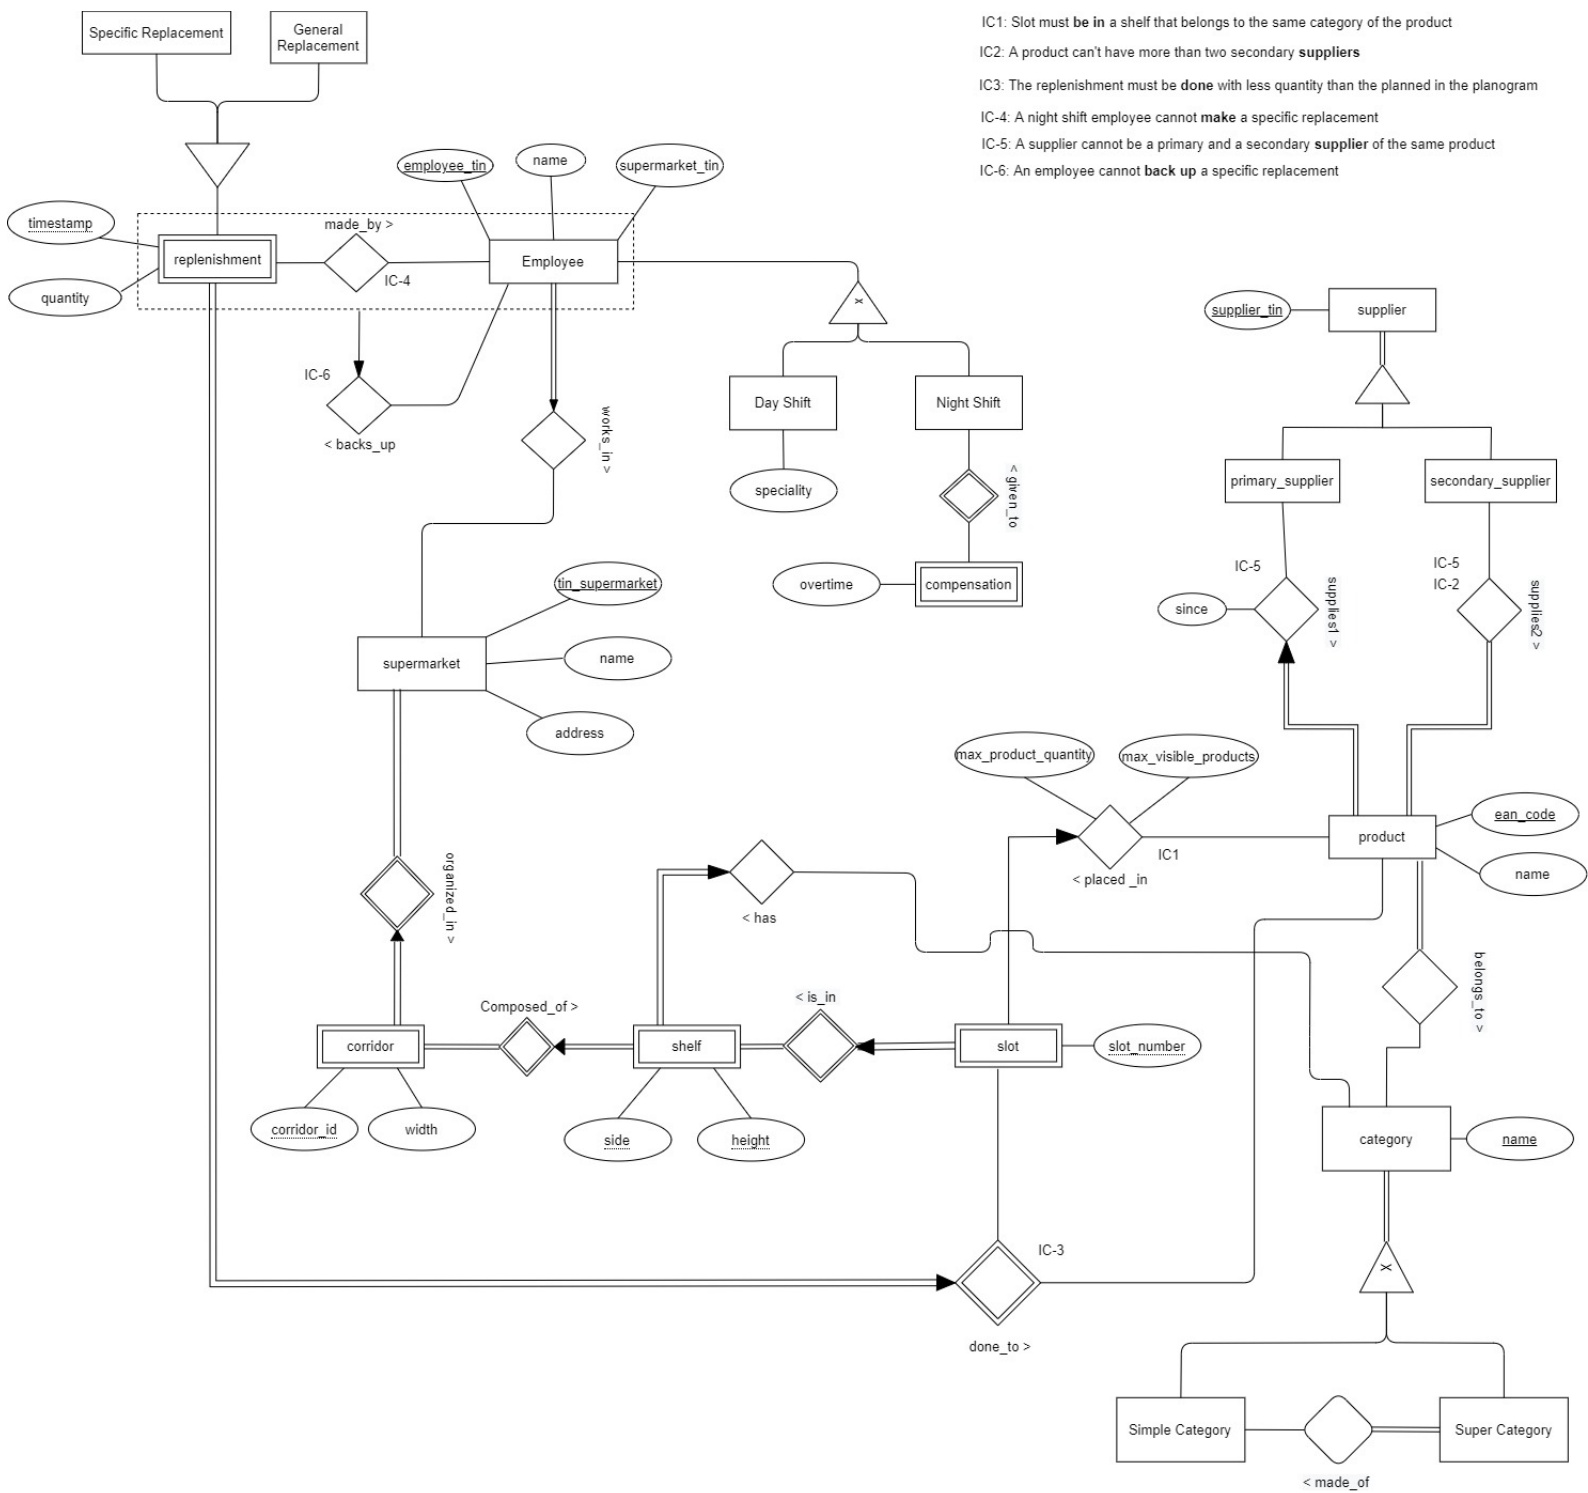 Specific Replacement
General
Replacement
IC1: Slot must be in a shelf that belongs to the same category of the product
IC2: A product can't have more than two secondary suppliers
IC3: The replenishment must be done with less quantity than the planned in the planogram
IC-4: A night shift employee cannot make a specific replacement
IC-5: A supplier cannot be a primary and a secondary supplier of the same product
IC-6: An employee cannot back up a specific replacement
employee_tin
name
supermarket_tin
timestamp
made_by >
replenishment
Employee
IC-4
quantity
x
supplier_tin
supplier
IC-6
< backs_up
works_in >
Day Shift
Night Shift
speciality
< given_to
primary_supplier
secondary_supplier
overtime
compensation
IC-5
IC-5
IC-2
since
supplies1 >
supplies2 >
tin_supermarket
supermarket
name
address
max_product_quantity
max_visible_products
ean_code
product
IC1
< placed _in
name
organized_in >
< has
belongs_to >
Composed_of >
< is_in
corridor
shelf
slot
slot_number
corridor_id
width
side
height
category
name
IC-3
x
done_to >
Simple Category
Super Category
< made_of